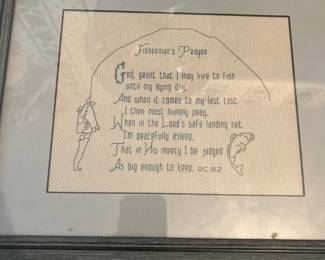 Fisherman's Prayer
God, grant that I may live to fish
until my dying day.
And when it comes to my last cast
I then most humbly pray.
When in the Lord's safe landing net
I'm peacefully asleep.
That in His mercy I be judged
As big enough to keep. DC 82